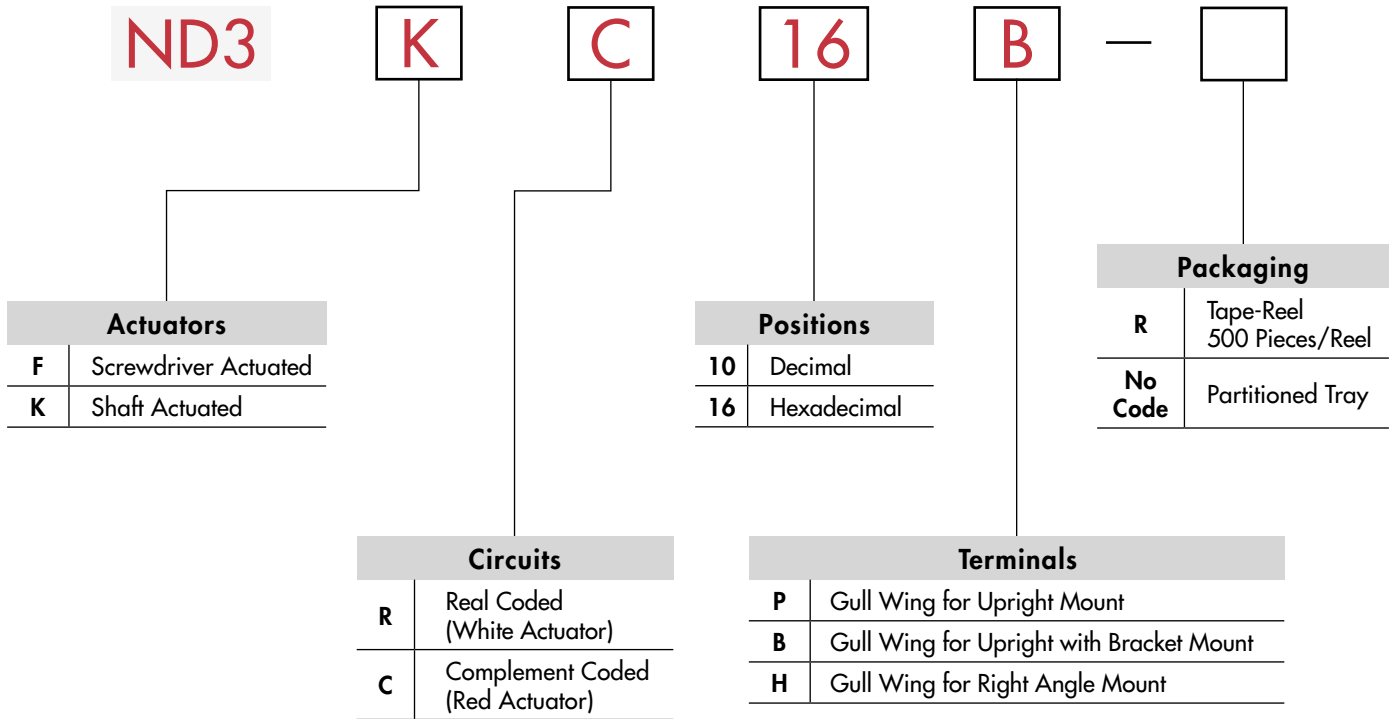 ND3 K C 16 B —
Packaging
R Tape-Reel
500 Pieces/Reel
No
Code Partitioned Tray
Actuators
F Screwdriver Actuated
K Shaft Actuated
Positions
10 Decimal
16 Hexadecimal
Circuits
R Real Coded
(White Actuator)
C Complement Coded
(Red Actuator)
Terminals
P Gull Wing for Upright Mount
B Gull Wing for Upright with Bracket Mount
H Gull Wing for Right Angle Mount